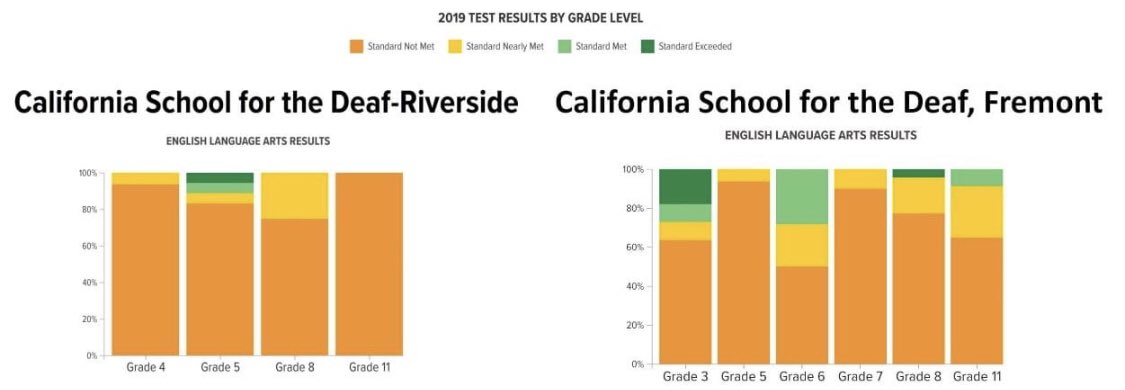 2019 TEST RESULTS BY GRADE LEVEL
Standard Not Met Standard Nearly Met Standard Met Standard Exceeded
California School for the Deaf-Riverside
ENGLISH LANGUAGE ARTS RESULTS
100%
80%
60%
40%
20%
0%
Grade 4 Grade 5 Grade 8 Grade 11
California School for the Deaf, Fremont
ENGLISH LANGUAGE ARTS RESULTS
100%
80%
60%
40%
20%
0%
Grade 3 Grade 5 Grade 6 Grade 7 Grade 8 Grade 11